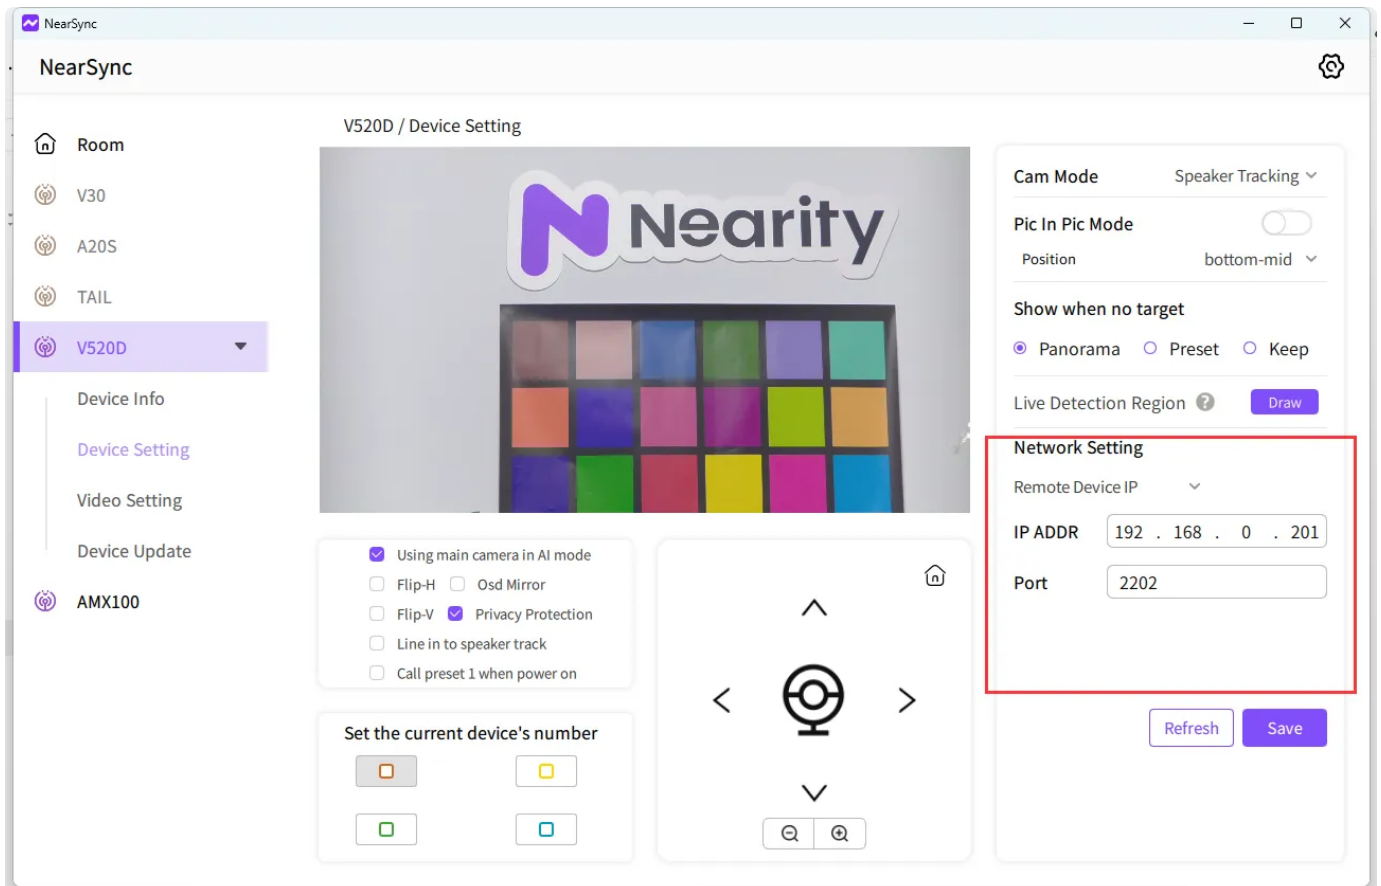 NearSync
NearSync
Room
V30
A20S
TAIL
V520D
Device Info
Device Setting
Video Setting
Device Update
AMX100
V520D / Device Setting
Nearity
Using main camera in AI mode
Flip-H Osd Mirror
Flip-V Privacy Protection
Line in to speaker track
Call preset 1 when power on
Set the current device's number
Cam Mode Speaker Tracking
Pic In Pic Mode
Position bottom-mid
Show when no target
Panorama Preset Keep
Live Detection Region ? Draw
Network Setting
Remote Device IP
IP ADDR 192 . 168 . 0 . 201
Port 2202
Refresh Save